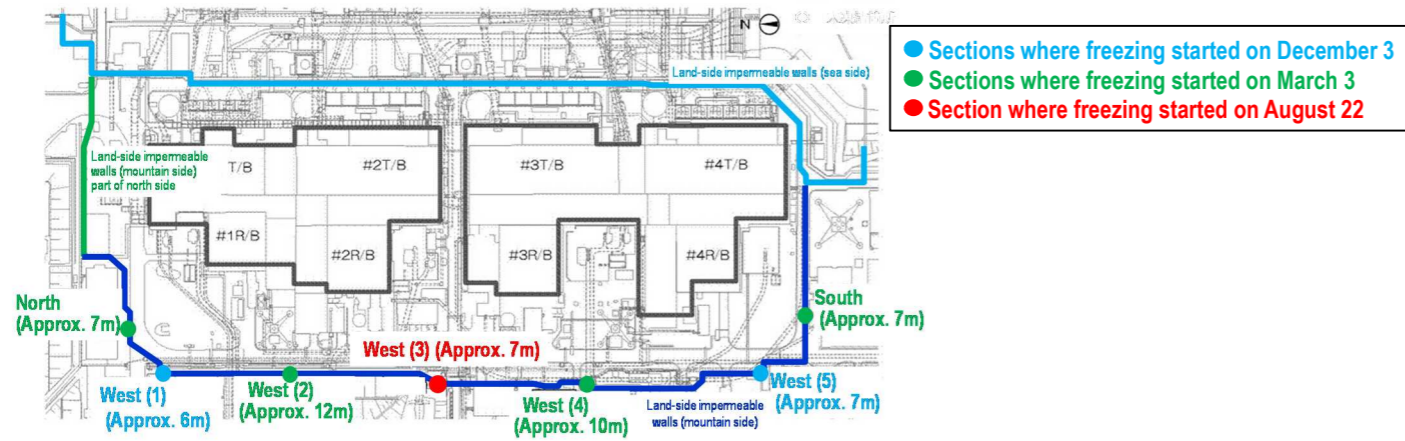 N
Sections where freezing started on December 3
Sections where freezing started on March 3
Section where freezing started on August 22
Land-side impermeable walls (sea side)
Land-side impermeable
walls (mountain side)
part of north side
T/B
#2T/B
#3T/B
#4T/B
#1R/B
#2R/B
#3R/B
#4R/B
North
(Approx. 7m)
South
(Approx. 7m)
West (3) (Approx. 7m)
West (1)
(Approx. 6m)
West (2)
(Approx. 12m)
West (4)
(Approx. 10m)
Land-side impermeable
walls (mountain side)
West (5)
(Approx. 7m)